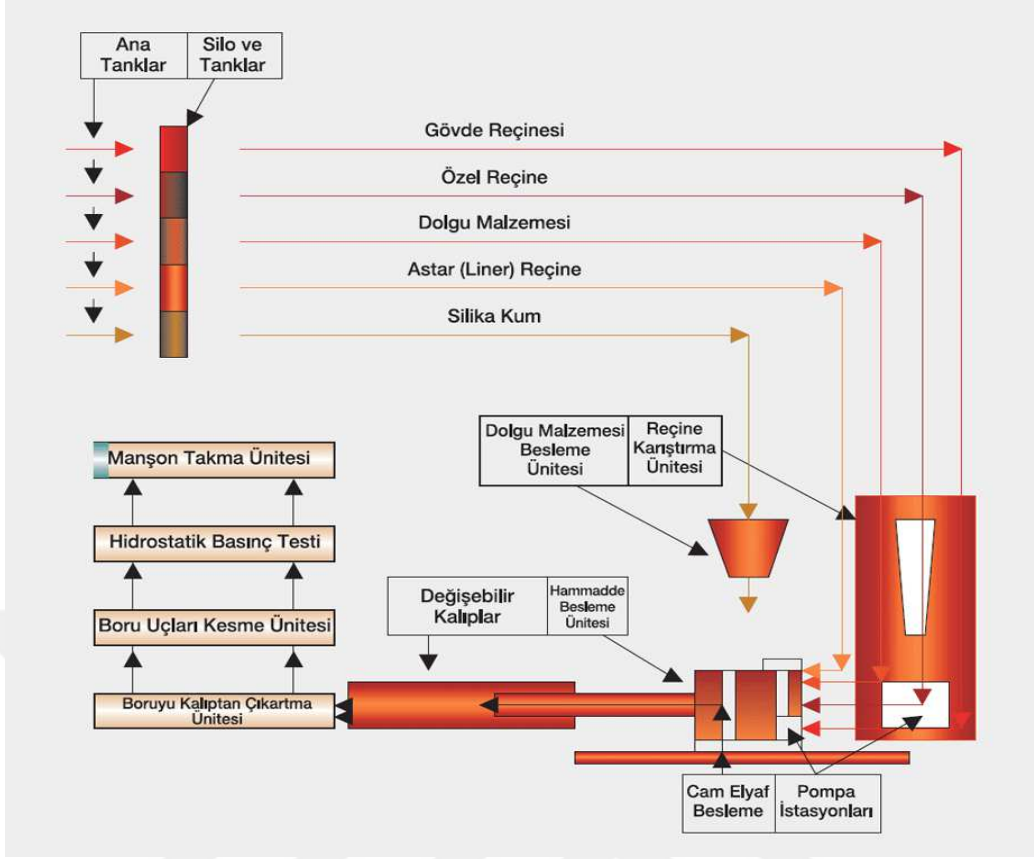 Ana
Tanklar
Silo ve
Tanklar
Gövde Reçinesi
Özel Reçine
Dolgu Malzemesi
Astar (Liner) Reçine
Silika Kum
Dolgu Malzemesi
Besleme
Ünitesi
Reçine
Karıştırma
Ünitesi
Manşon Takma Ünitesi
Hidrostatik Basınç Testi
Boru Uçları Kesme Ünitesi
Boruyu Kalıptan Çıkartma
Ünitesi
Değişebilir
Kalıplar
Hammadde
Besleme
Ünitesi
Cam Elyaf
Besleme
Pompa
İstasyonları